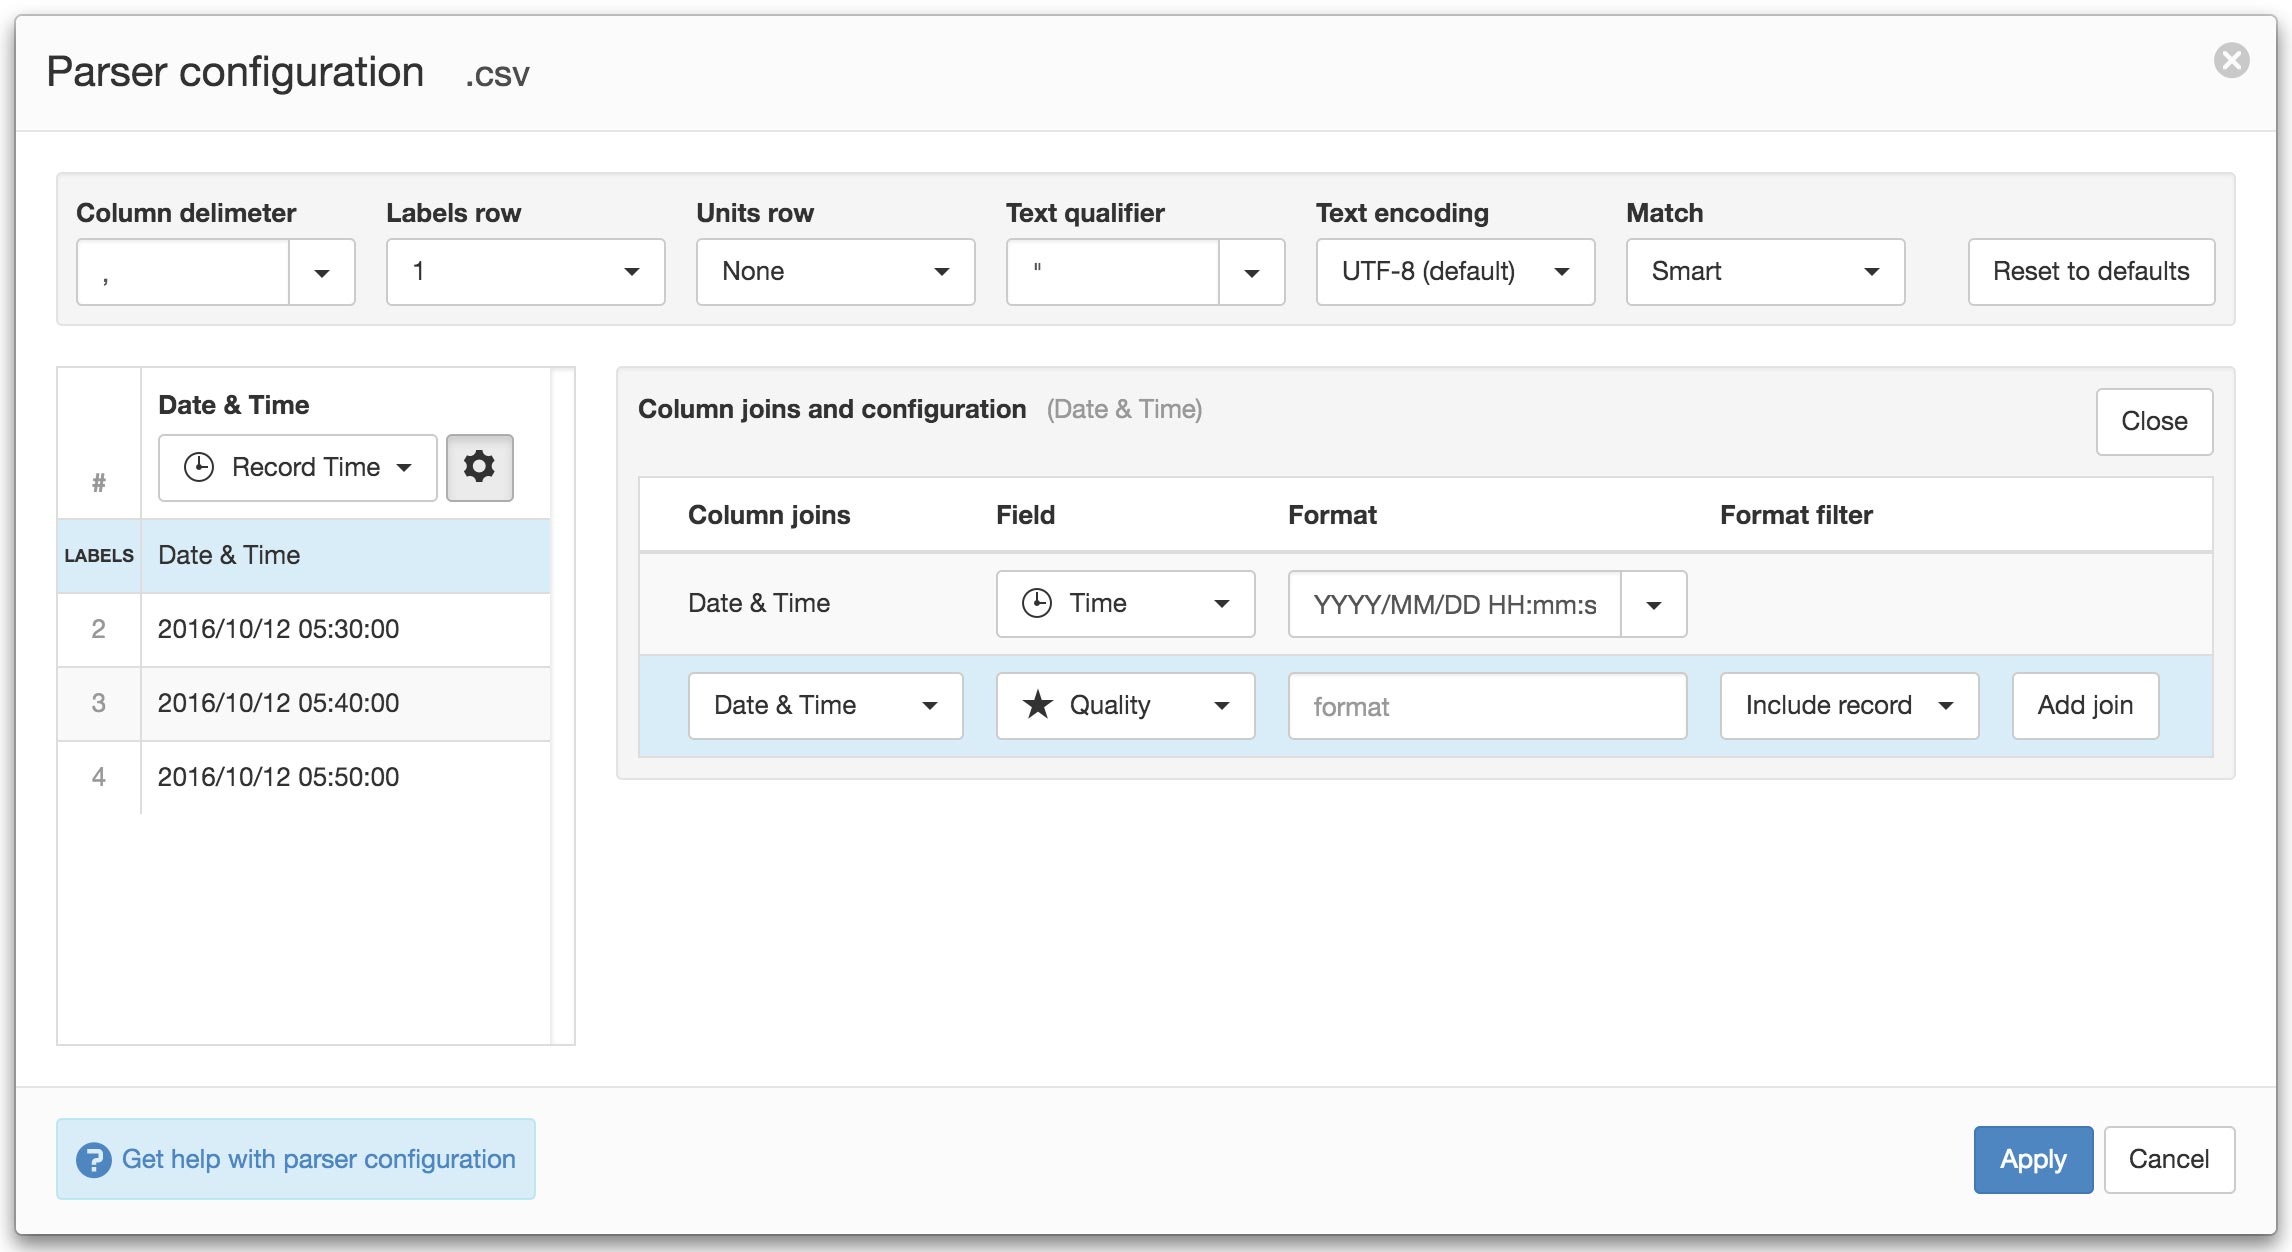 Parser configuration .csv
Column delimeter Labels row Units row Text qualifier Text encoding Match
, 1 None " UTF-8 (default) Smart Reset to defaults
Date & Time
# Record Time
LABELS Date & Time
2 2016/10/12 05:30:00
3 2016/10/12 05:40:00
4 2016/10/12 05:50:00
Column joins and configuration (Date & Time) Close
Column joins Field Format Format filter
Date & Time Time YYYY/MM/DD HH:mm:s
Date & Time Quality format Include record Add join
? Get help with parser configuration Apply Cancel